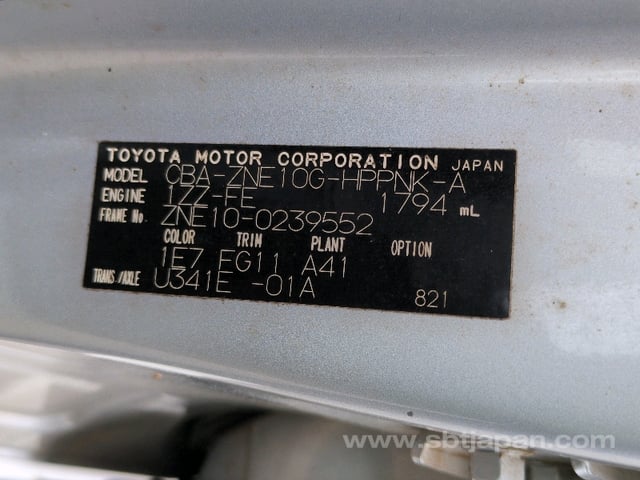 TOYOTA MOTOR CORPORATION JAPAN
MODEL CBA-ZNE10G-HPPNK-A
ENGINE 1ZZ-FE 1794 mL
FRAME No. ZNE10-0239552
COLOR TRIM PLANT OPTION
1E7 FG11 A41
TRANS./AXLE U341E -01A
821
www.sbtjapan.com